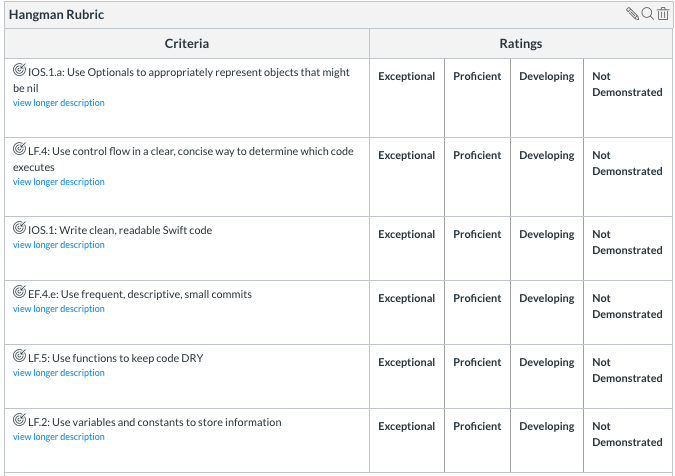 Hangman Rubric
Criteria
Ratings
IOS.1.a: Use Optionals to appropriately represent objects that might
be nil
view longer description
Exceptional
Proficient
Developing
Not
Demonstrated
LF.4: Use control flow in a clear, concise way to determine which code
executes
view longer description
Exceptional
Proficient
Developing
Not
Demonstrated
IOS.1: Write clean, readable Swift code
view longer description
Exceptional
Proficient
Developing
Not
Demonstrated
EF.4.e: Use frequent, descriptive, small commits
view longer description
Exceptional
Proficient
Developing
Not
Demonstrated
LF.5: Use functions to keep code DRY
view longer description
Exceptional
Proficient
Developing
Not
Demonstrated
LF.2: Use variables and constants to store information
view longer description
Exceptional
Proficient
Developing
Not
Demonstrated